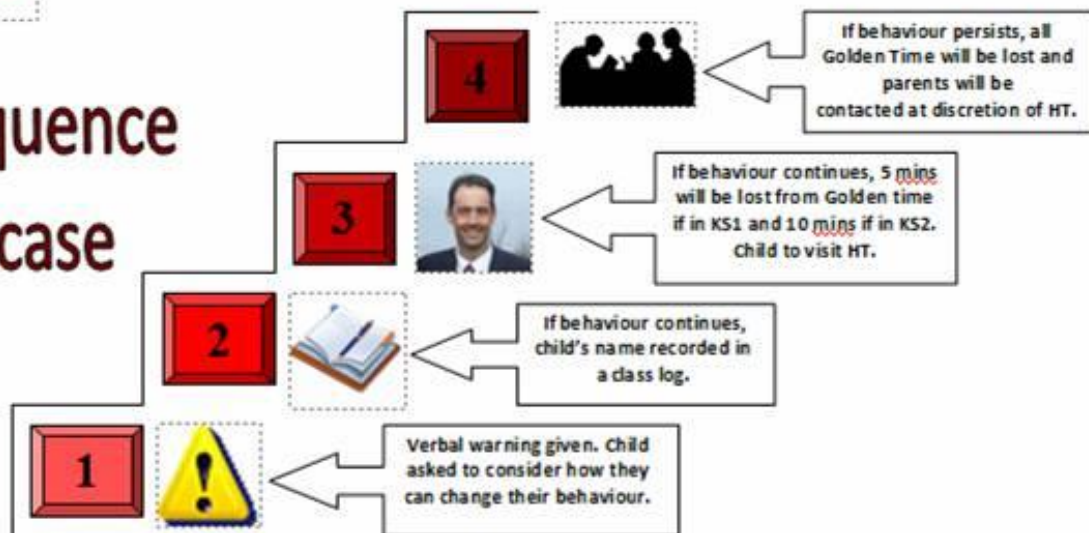 quence
case
4
If behaviour persists, all
Golden Time will be lost and
parents will be
contacted at discretion of HT.
3
If behaviour continues, 5 mins
will be lost from Golden time
if in KS1 and 10 mins if in KS2.
Child to visit HT.
2
If behaviour continues,
child's name recorded in
a class log.
1
Verbal warning given. Child
asked to consider how they
can change their behaviour.